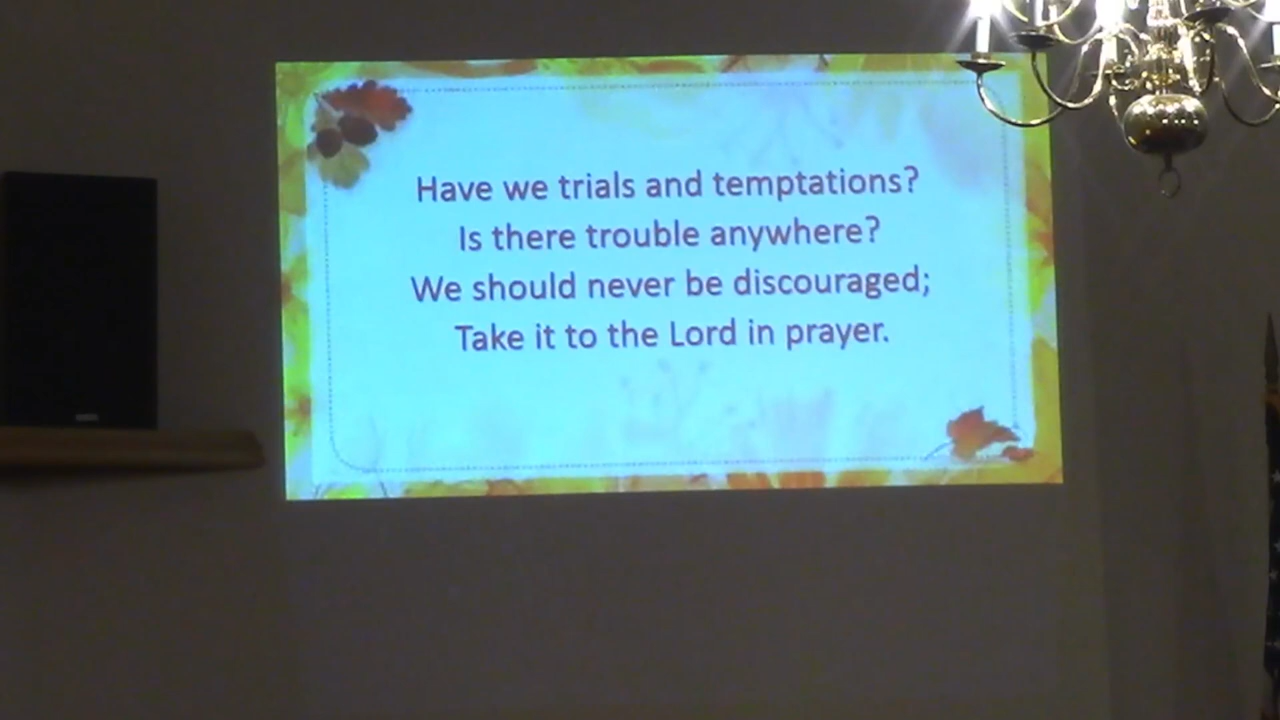 Have we trials and temptations?
Is there trouble anywhere?
We should never be discouraged;
Take it to the Lord in prayer.